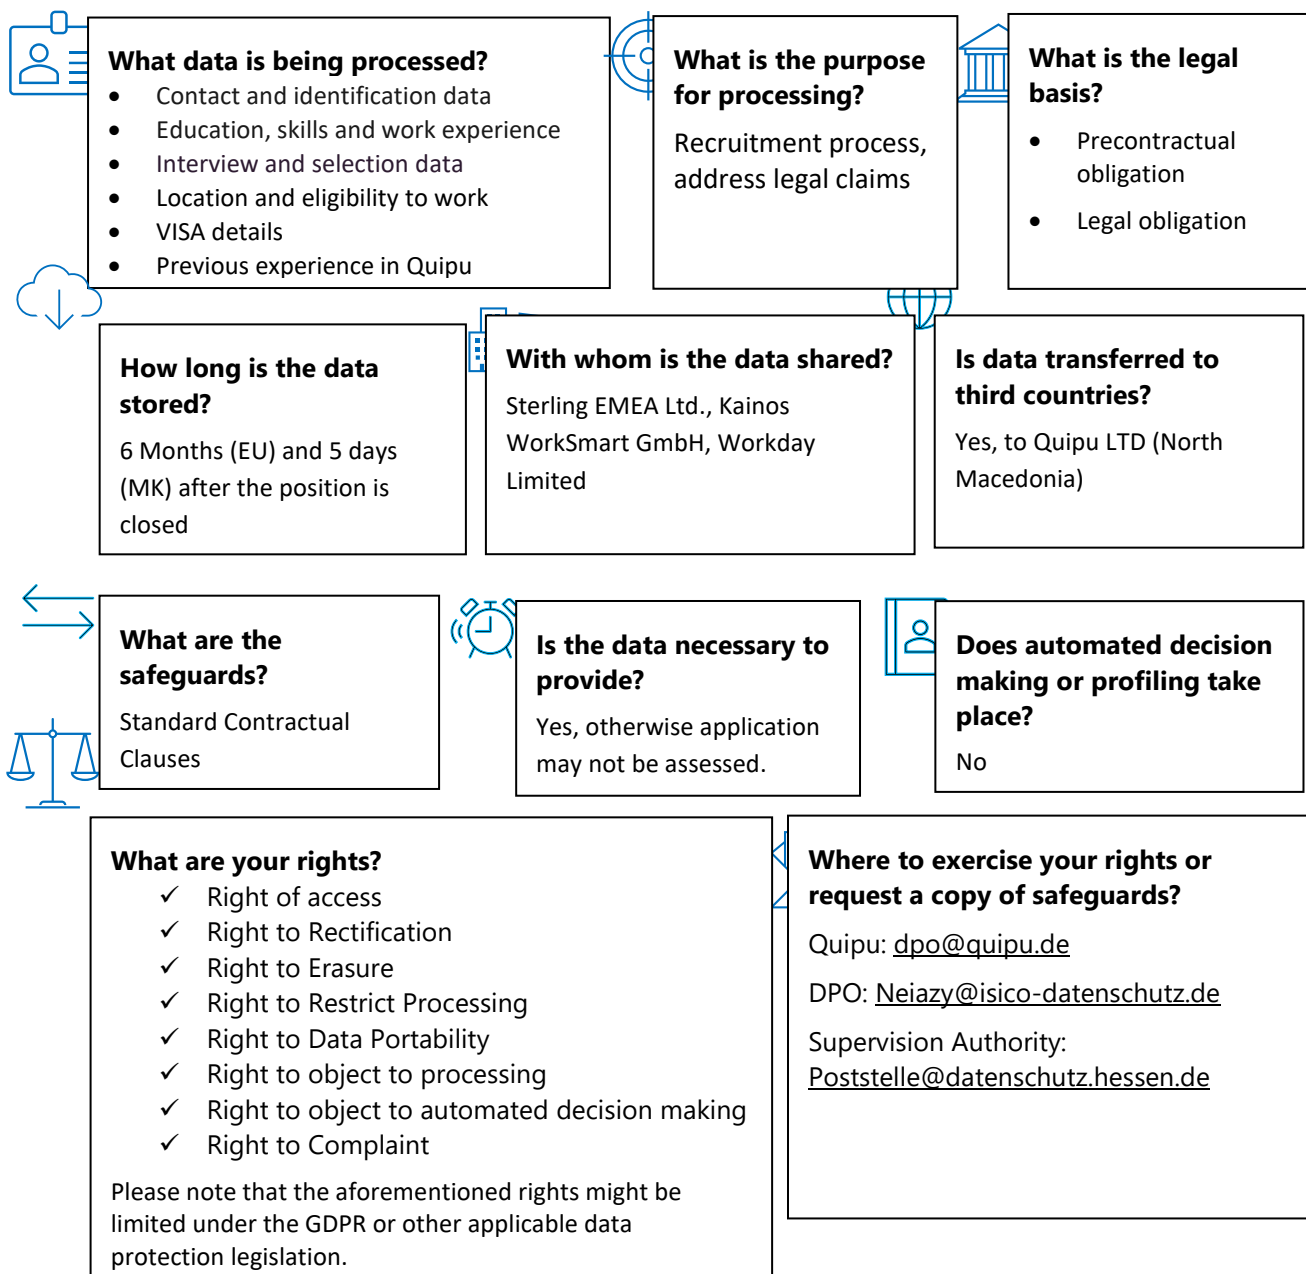 What data is being processed?
• Contact and identification data
• Education, skills and work experience
• Interview and selection data
• Location and eligibility to work
• VISA details
• Previous experience in Quipu
What is the purpose
for processing?
Recruitment process,
address legal claims
What is the legal
basis?
• Precontractual
obligation
• Legal obligation
How long is the data
stored?
6 Months (EU) and 5 days
(MK) after the position is
closed
With whom is the data shared?
Sterling EMEA Ltd., Kainos
WorkSmart GmbH, Workday
Limited
Is data transferred to
third countries?
Yes, to Quipu LTD (North
Macedonia)
What are the
safeguards?
Standard Contractual
Clauses
Is the data necessary to
provide?
Yes, otherwise application
may not be assessed.
Does automated decision
making or profiling take
place?
No
What are your rights?
✓ Right of access
✓ Right to Rectification
✓ Right to Erasure
✓ Right to Restrict Processing
✓ Right to Data Portability
✓ Right to object to processing
✓ Right to object to automated decision making
✓ Right to Complaint
Please note that the aforementioned rights might be
limited under the GDPR or other applicable data
protection legislation.
Where to exercise your rights or
request a copy of safeguards?
Quipu: dpo@quipu.de
DPO: Neiazy@isico-datenschutz.de
Supervision Authority:
Poststelle@datenschutz.hessen.de